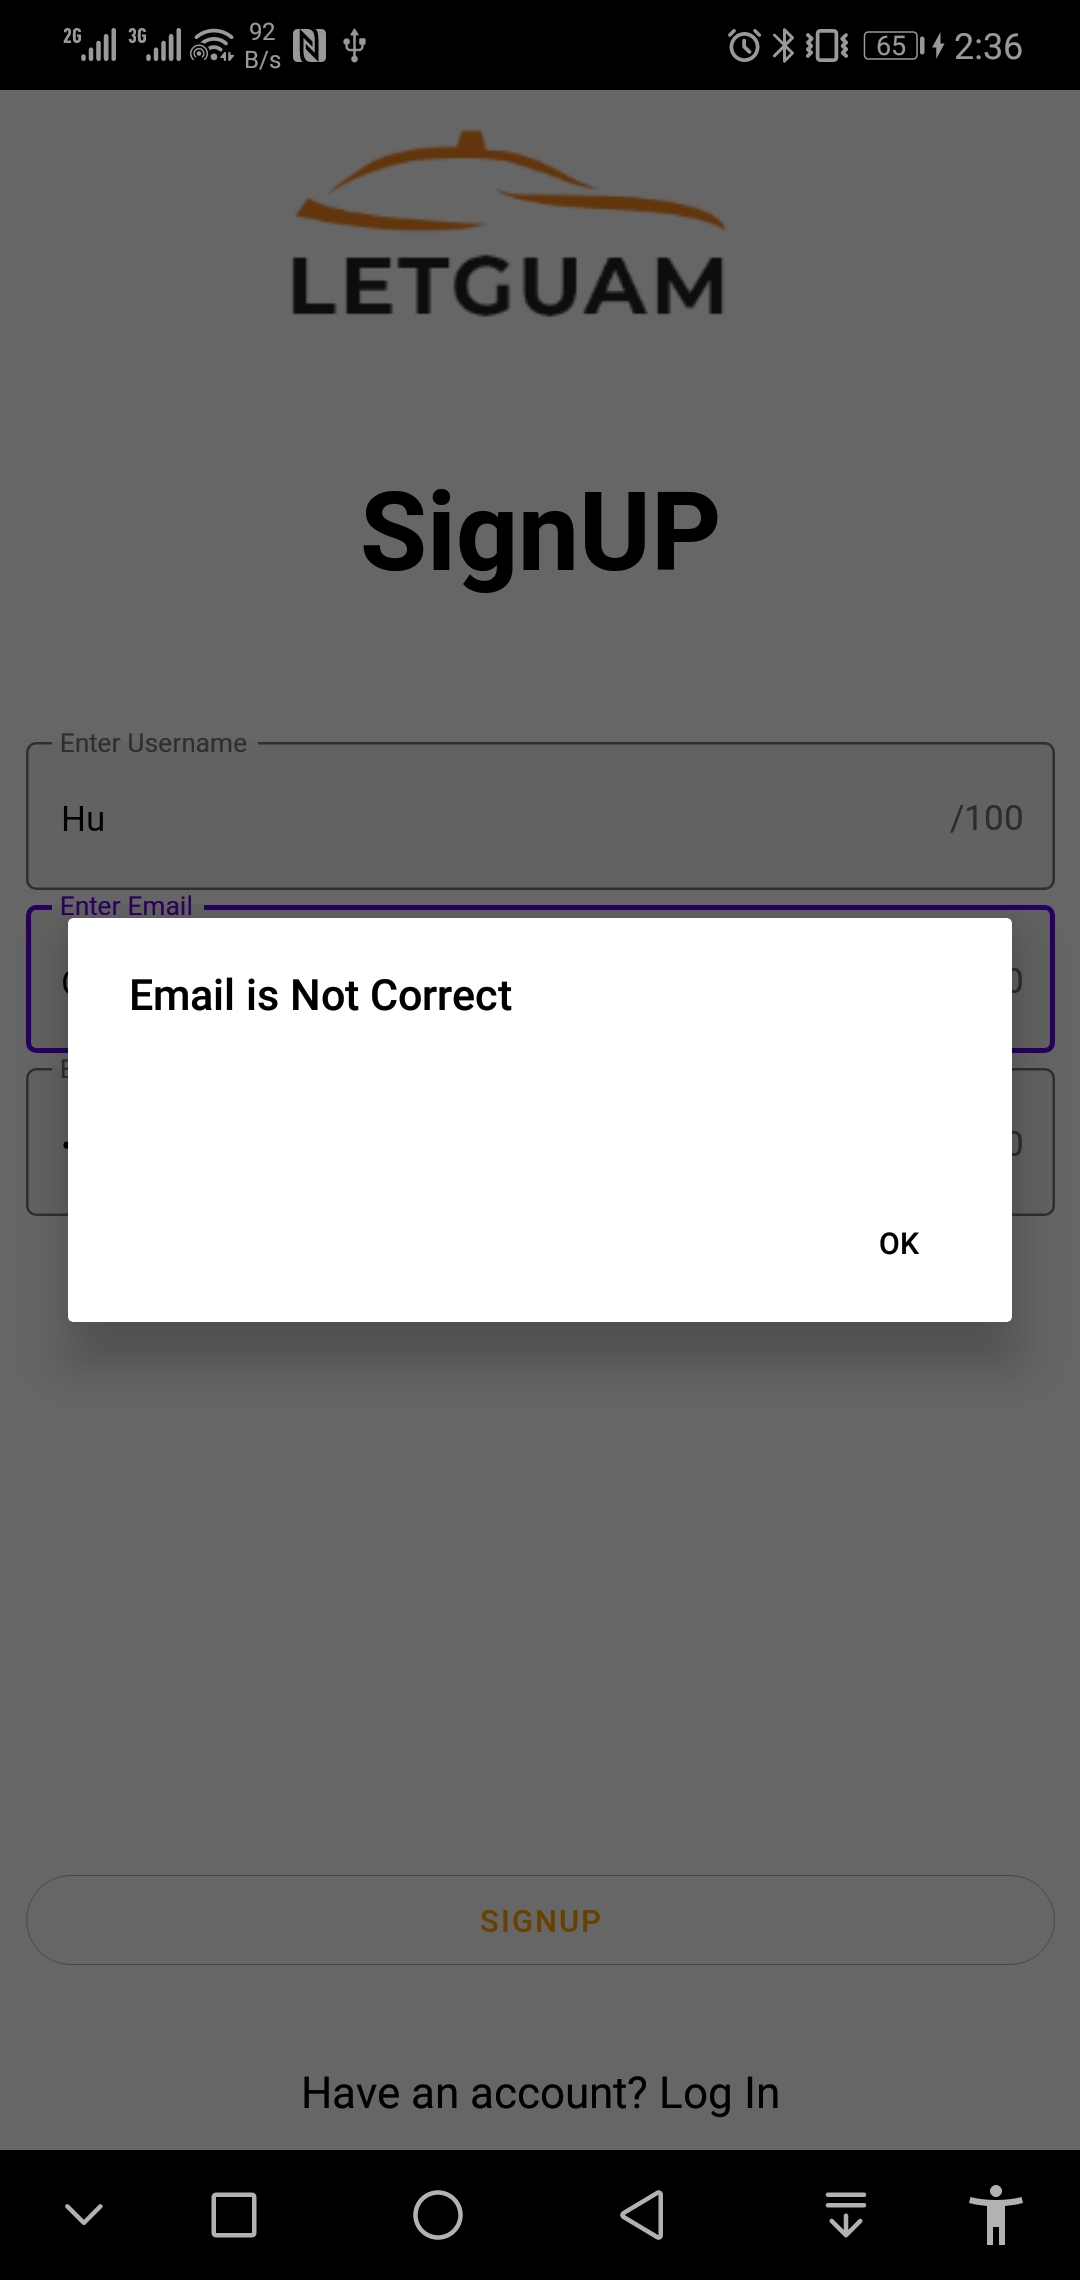 2G 3G 92 B/s 65 2:36
LETGUAM
SignUP
Enter Username
Hu /100
Enter Email
Email is Not Correct
OK
SIGNUP
Have an account? Log In